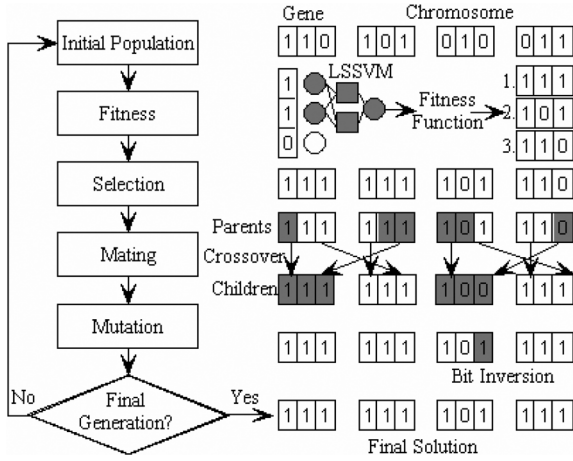 Gene Chromosome
Initial Population 1 1 0 1 0 1 0 1 0 0 1 1
LSSVM
1 1. 1 1 1
Fitness 1 Fitness Function 2. 1 0 1
0 3. 1 1 0
Selection 1 1 1 1 1 1 1 0 1 1 1 0
Parents 1 1 1 1 1 1 1 0 1 1 1 0
Mating Crossover
Children 1 1 1 1 1 1 1 0 0 1 1 1
Mutation
1 1 1 1 1 1 1 0 1 1 1 1
Bit Inversion
No Final Generation? Yes
1 1 1 1 1 1 1 0 1 1 1 1
Final Solution